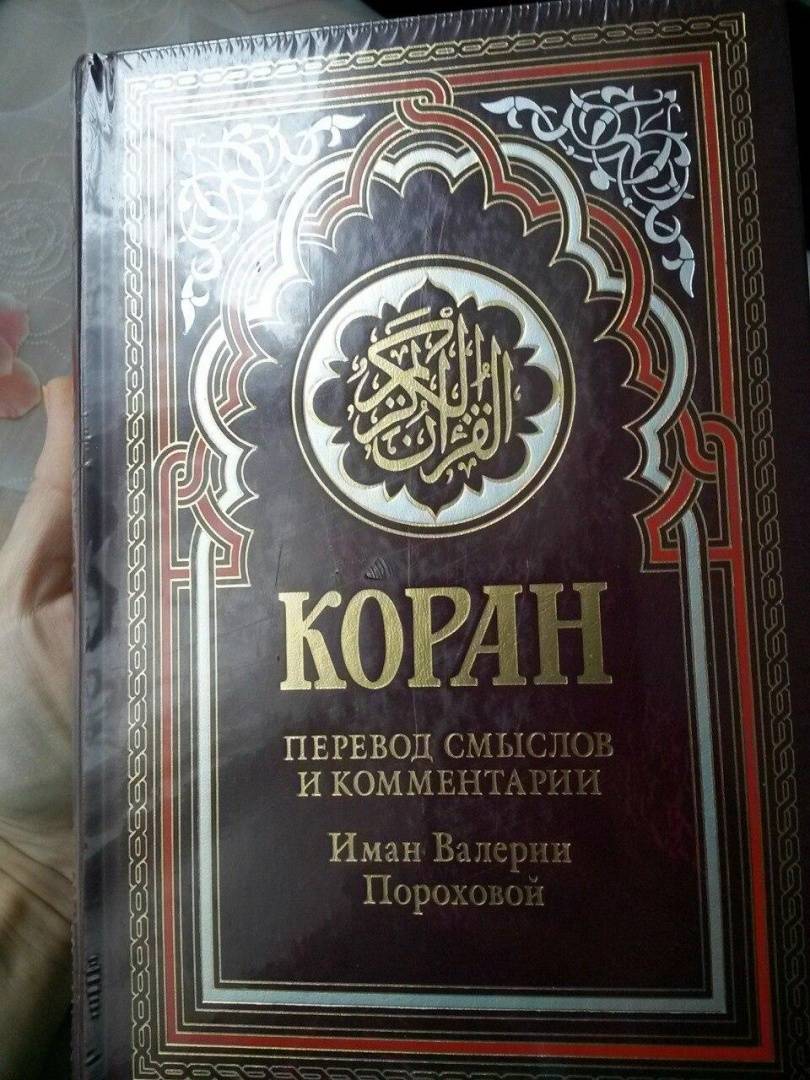 القرآن الكريم
КОРАН
ПЕРЕВОД СМЫСЛОВ
И КОММЕНТАРИИ
Иман Валерии
Пороховой